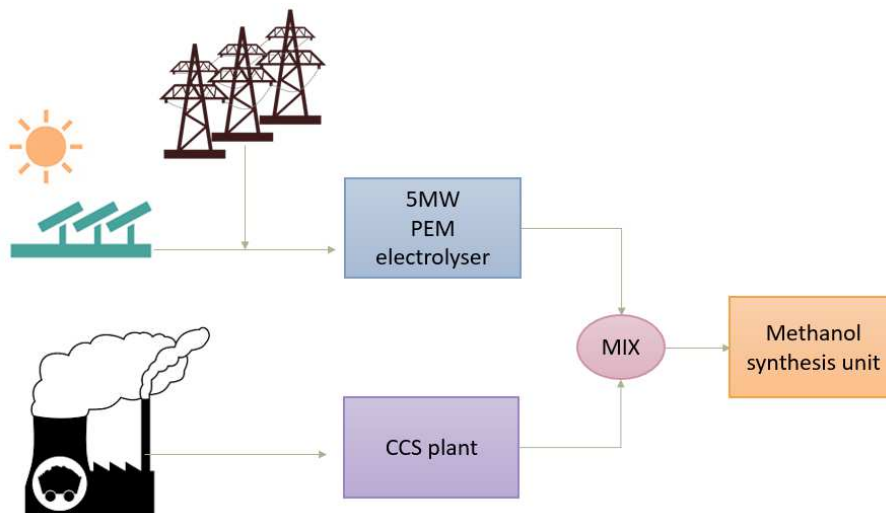 5MW
PEM
electrolyser
MIX
Methanol
synthesis unit
CCS plant